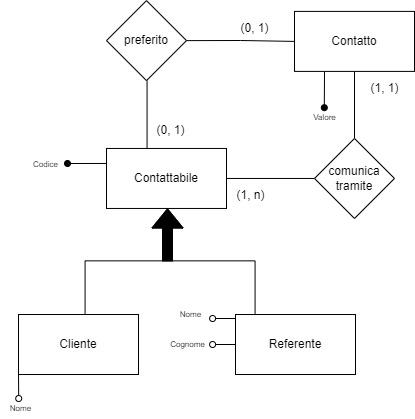 preferito
(0, 1)
Contatto
(0, 1)
Valore
(1, 1)
Codice
Contattabile
(1, n)
comunica
tramite
Cliente
Nome
Nome
Cognome
Referente